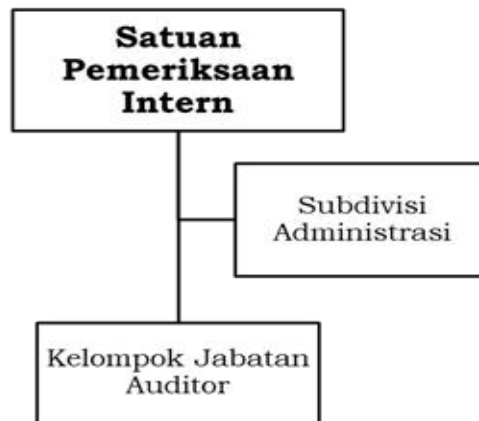 Satuan
Pemeriksaan
Intern
Subdivisi
Administrasi
Kelompok Jabatan
Auditor